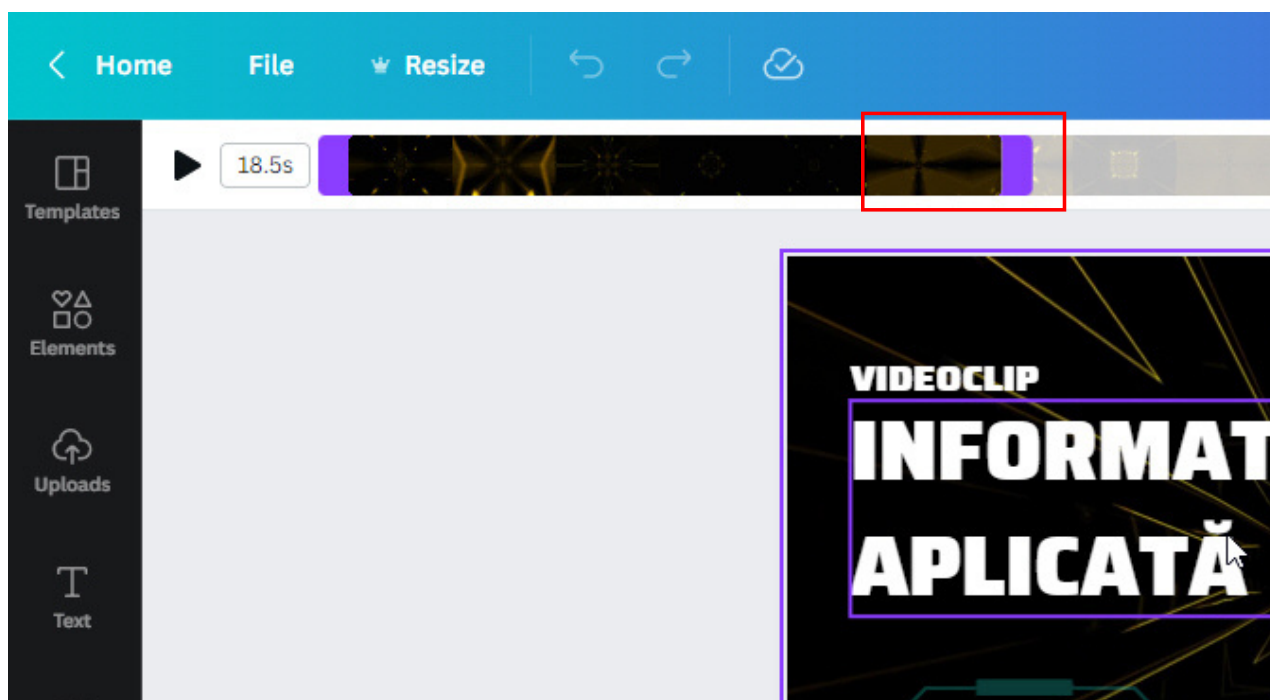 Home File Resize
18.5s
Templates
Elements
Uploads
Text
VIDEOCLIP
INFORMAT
APLICATĂ